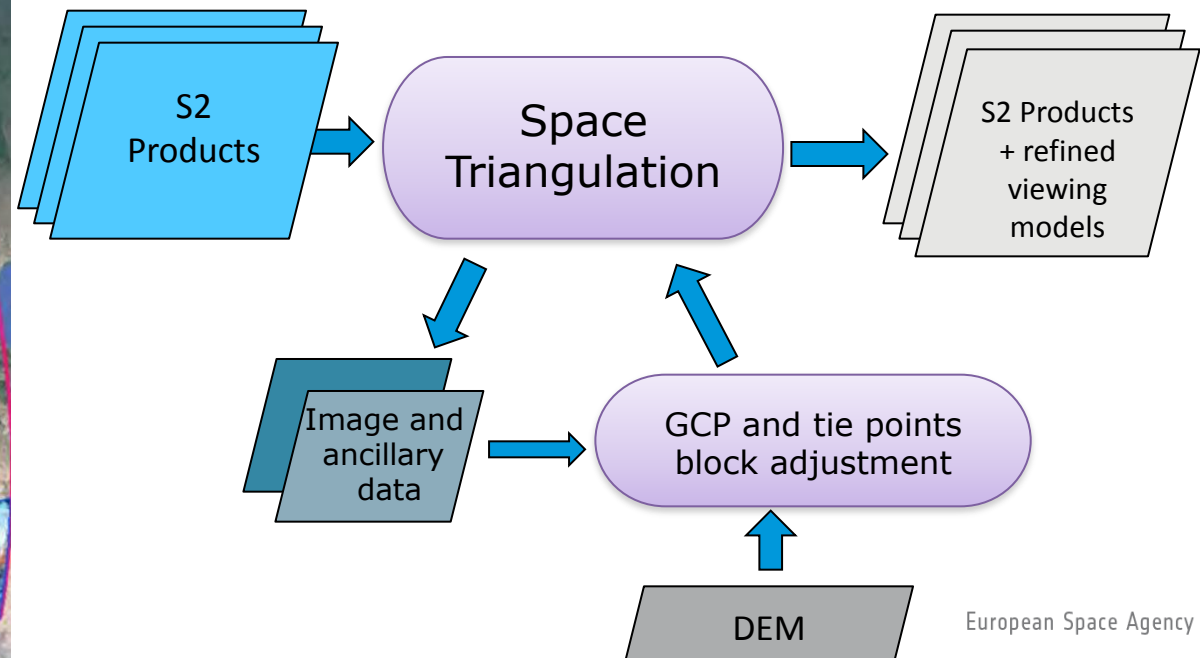 S2
Products
Space
Triangulation
S2 Products
+ refined
viewing
models
Image and
ancillary
data
GCP and tie points
block adjustment
DEM
European Space Agency